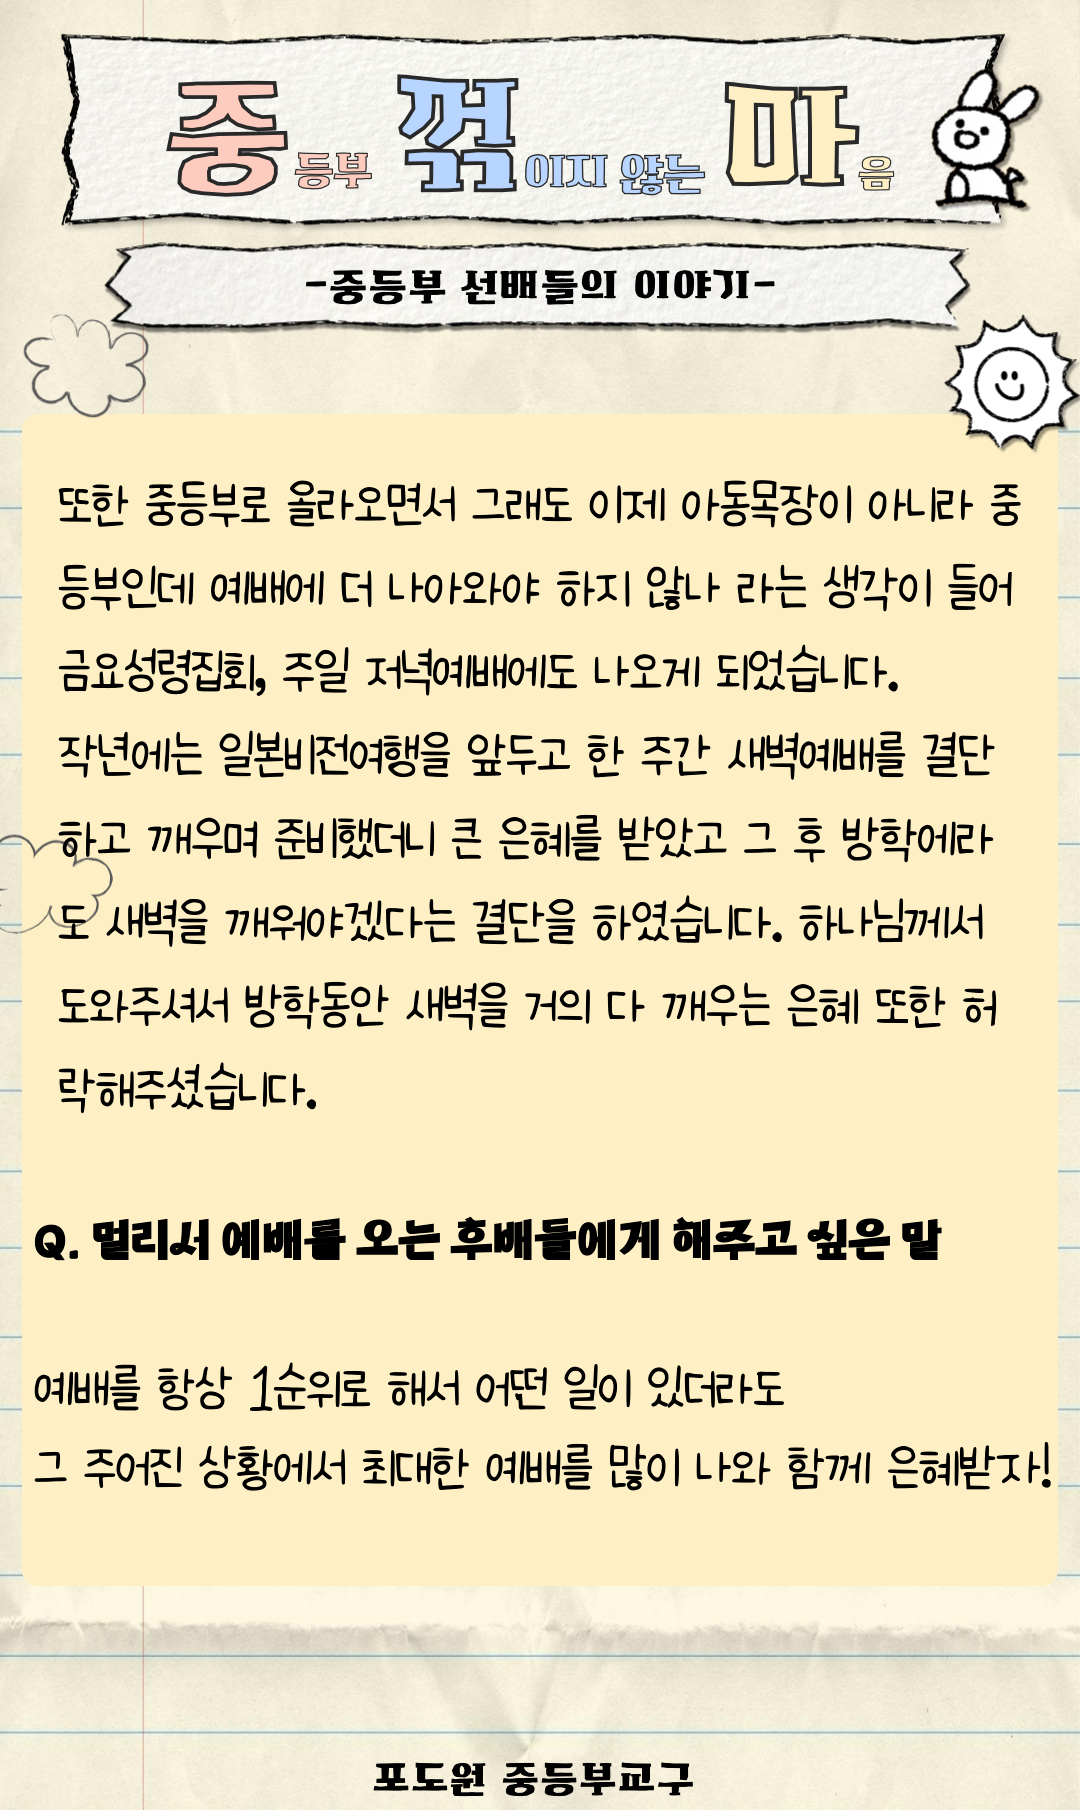 중등부 꺾이지 않는 마음
-중등부 선배들의 이야기-
또한 중등부로 올라오면서 그래도 이제 아동목장이 아니라 중
등부인데 예배에 더 나아와야 하지 않나 라는 생각이 들어
금요성령집회, 주일 저녁예배에도 나오게 되었습니다.
작년에는 일본비전여행을 앞두고 한 주간 새벽예배를 결단
하고 깨우며 준비했더니 큰 은혜를 받았고 그 후 방학에라
도 새벽을 깨워야겠다는 결단을 하였습니다. 하나님께서
도와주셔서 방학동안 새벽을 거의 다 깨우는 은혜 또한 허
락해주셨습니다.
Q. 멀리서 예배를 오는 후배들에게 해주고 싶은 말
예배를 항상 1순위로 해서 어떤 일이 있더라도
그 주어진 상황에서 최대한 예배를 많이 나와 함께 은혜받자!
포도원 중등부교구